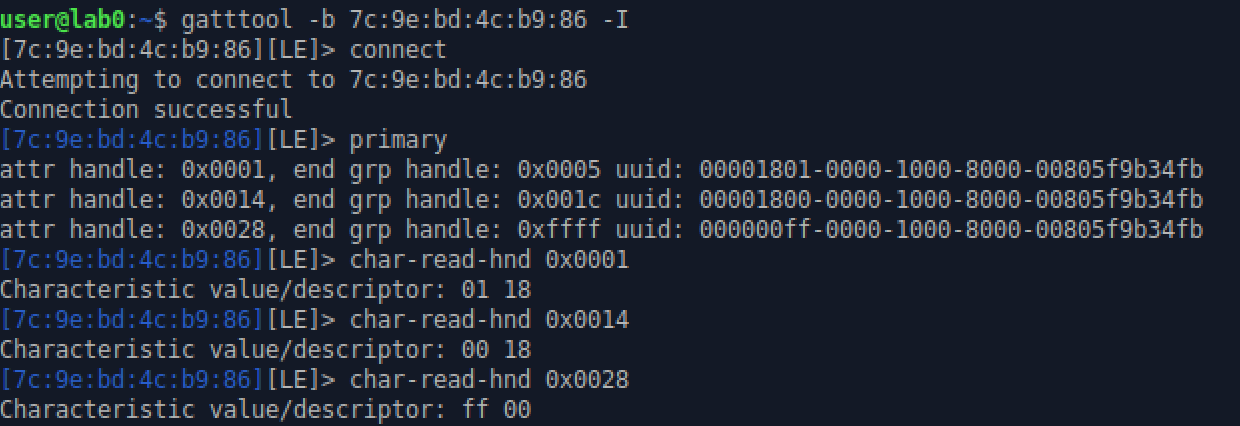 user@lab0:~$ gatttool -b 7c:9e:bd:4c:b9:86 -I
[7c:9e:bd:4c:b9:86][LE]> connect
Attempting to connect to 7c:9e:bd:4c:b9:86
Connection successful
[7c:9e:bd:4c:b9:86][LE]> primary
attr handle: 0x0001, end grp handle: 0x0005 uuid: 00001801-0000-1000-8000-00805f9b34fb
attr handle: 0x0014, end grp handle: 0x001c uuid: 00001800-0000-1000-8000-00805f9b34fb
attr handle: 0x0028, end grp handle: 0xffff uuid: 000000ff-0000-1000-8000-00805f9b34fb
[7c:9e:bd:4c:b9:86][LE]> char-read-hnd 0x0001
Characteristic value/descriptor: 01 18
[7c:9e:bd:4c:b9:86][LE]> char-read-hnd 0x0014
Characteristic value/descriptor: 00 18
[7c:9e:bd:4c:b9:86][LE]> char-read-hnd 0x0028
Characteristic value/descriptor: ff 00